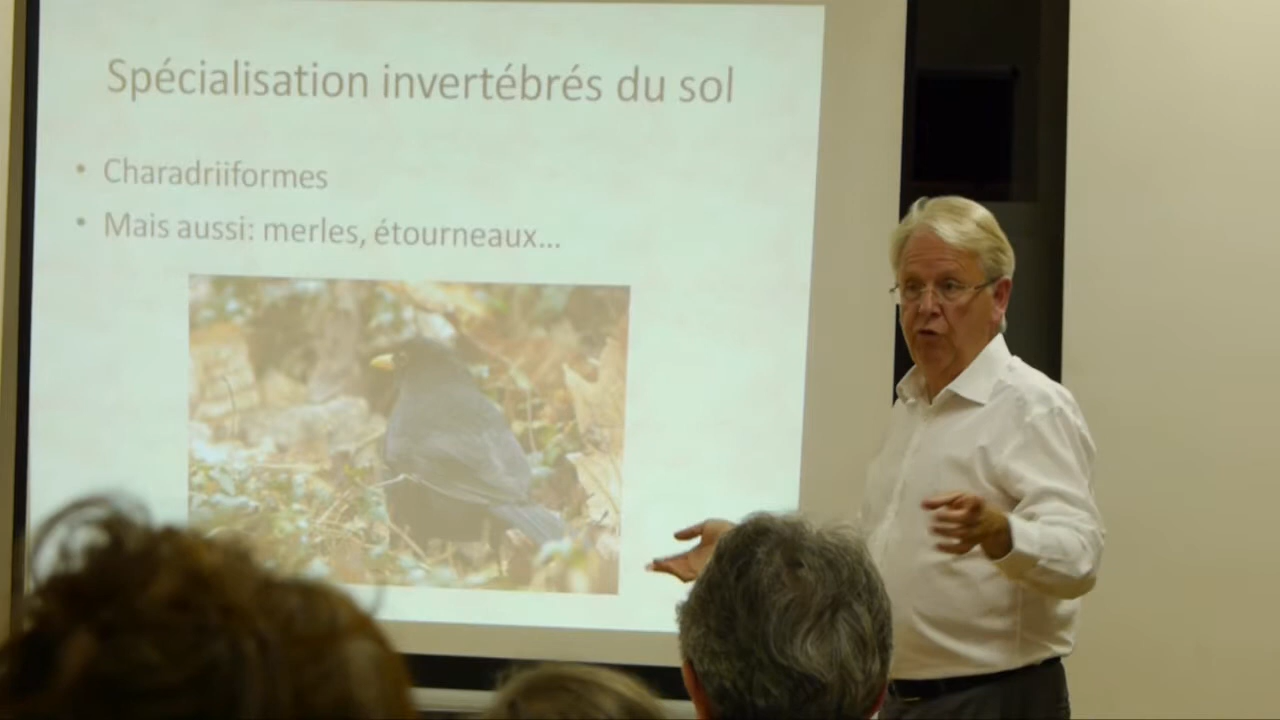 Spécialisation invertébrés du sol
• Charadriiformes
• Mais aussi: merles, étourneaux...